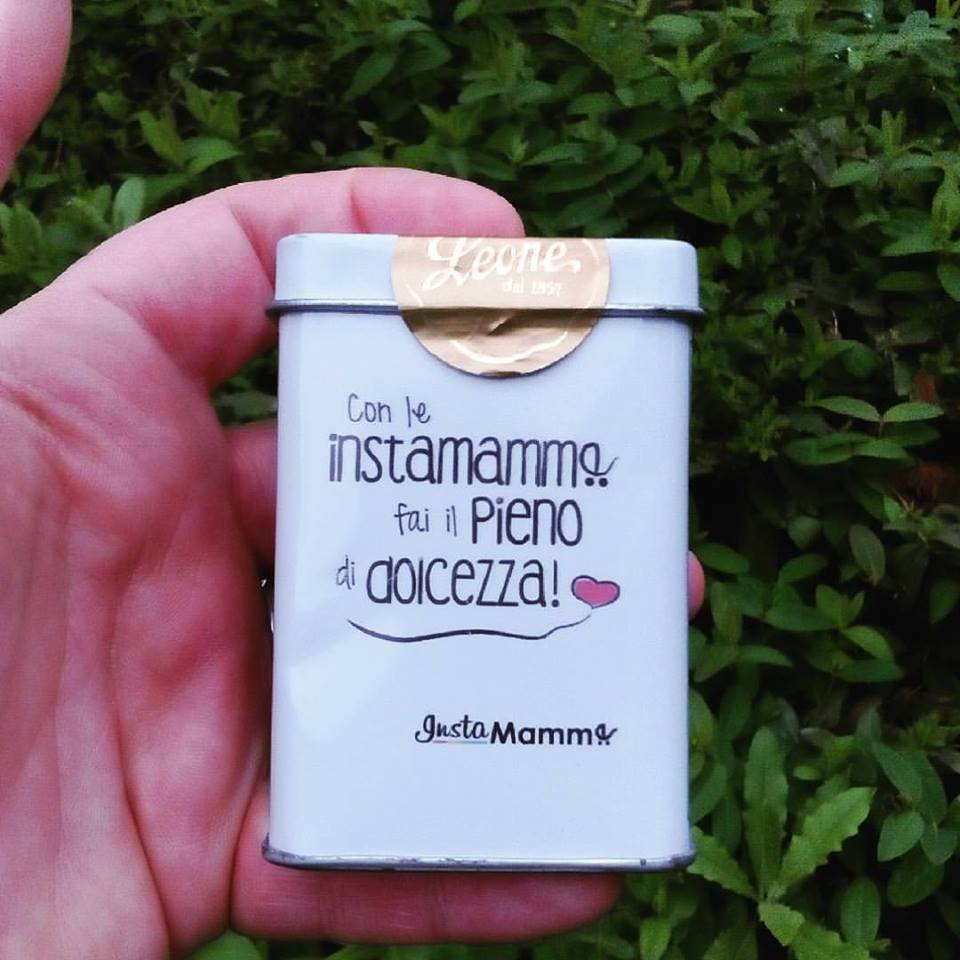 Leone
dal 1857
Con le
instamamme
fai il Pieno
di dolcezza!
InstaMamme